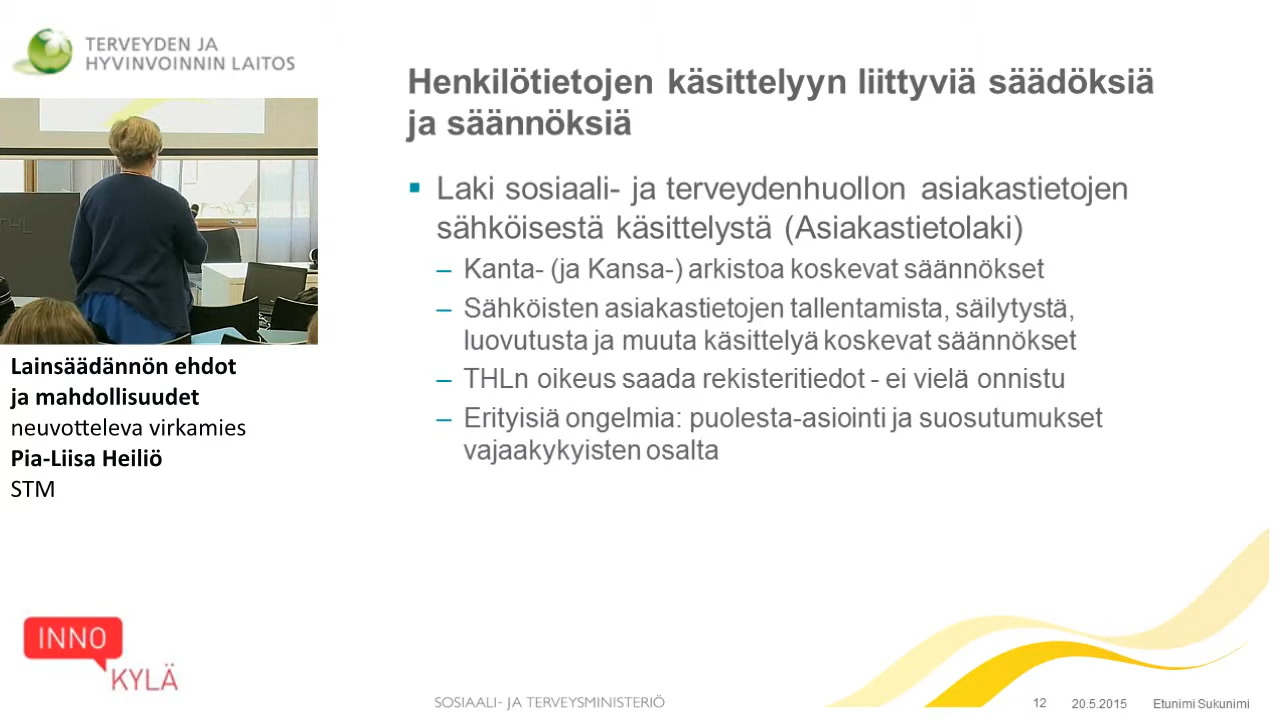 TERVEYDEN JA
HYVINVOINNIN LAITOS
THL
Lainsäädännön ehdot
ja mahdollisuudet
neuvotteleva virkamies
Pia-Liisa Heiliö
STM
INNO
KYLÄ
Henkilötietojen käsittelyyn liittyviä säädöksiä
ja säännöksiä
Laki sosiaali- ja terveydenhuollon asiakastietojen
sähköisestä käsittelystä (Asiakastietolaki)
– Kanta- (ja Kansa-) arkistoa koskevat säännökset
– Sähköisten asiakastietojen tallentamista, säilytystä,
luovutusta ja muuta käsittelyä koskevat säännökset
– THLn oikeus saada rekisteritiedot - ei vielä onnistu
– Erityisiä ongelmia: puolesta-asiointi ja suosutumukset
vajaakykyisten osalta
SOSIAALI- JA TERVEYSMINISTERIÖ
12 20.5.2015 Etunimi Sukunimi